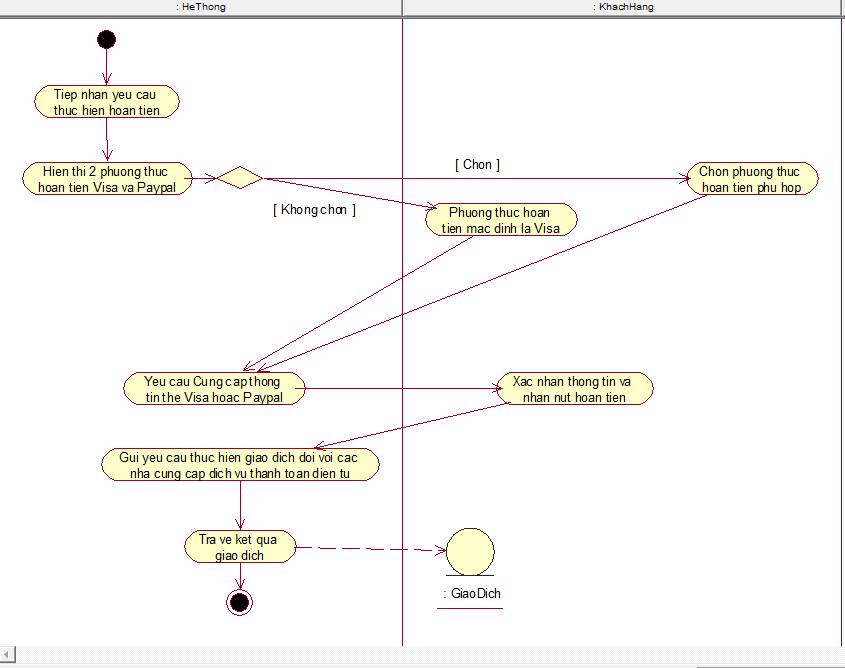 : HeThong
: KhachHang
Tiep nhan yeu cau
thuc hien hoan tien
Hien thi 2 phuong thuc
hoan tien Visa va Paypal
[ Chon ]
Chon phuong thuc
hoan tien phu hop
[ Khong chon ]
Phuong thuc hoan
tien mac dinh la Visa
Yeu cau Cung cap thong
tin the Visa hoac Paypal
Xac nhan thong tin va
nhan nut hoan tien
Gui yeu cau thuc hien giao dich doi voi cac
nha cung cap dich vu thanh toan dien tu
Tra ve ket qua
giao dich
: GiaoDich